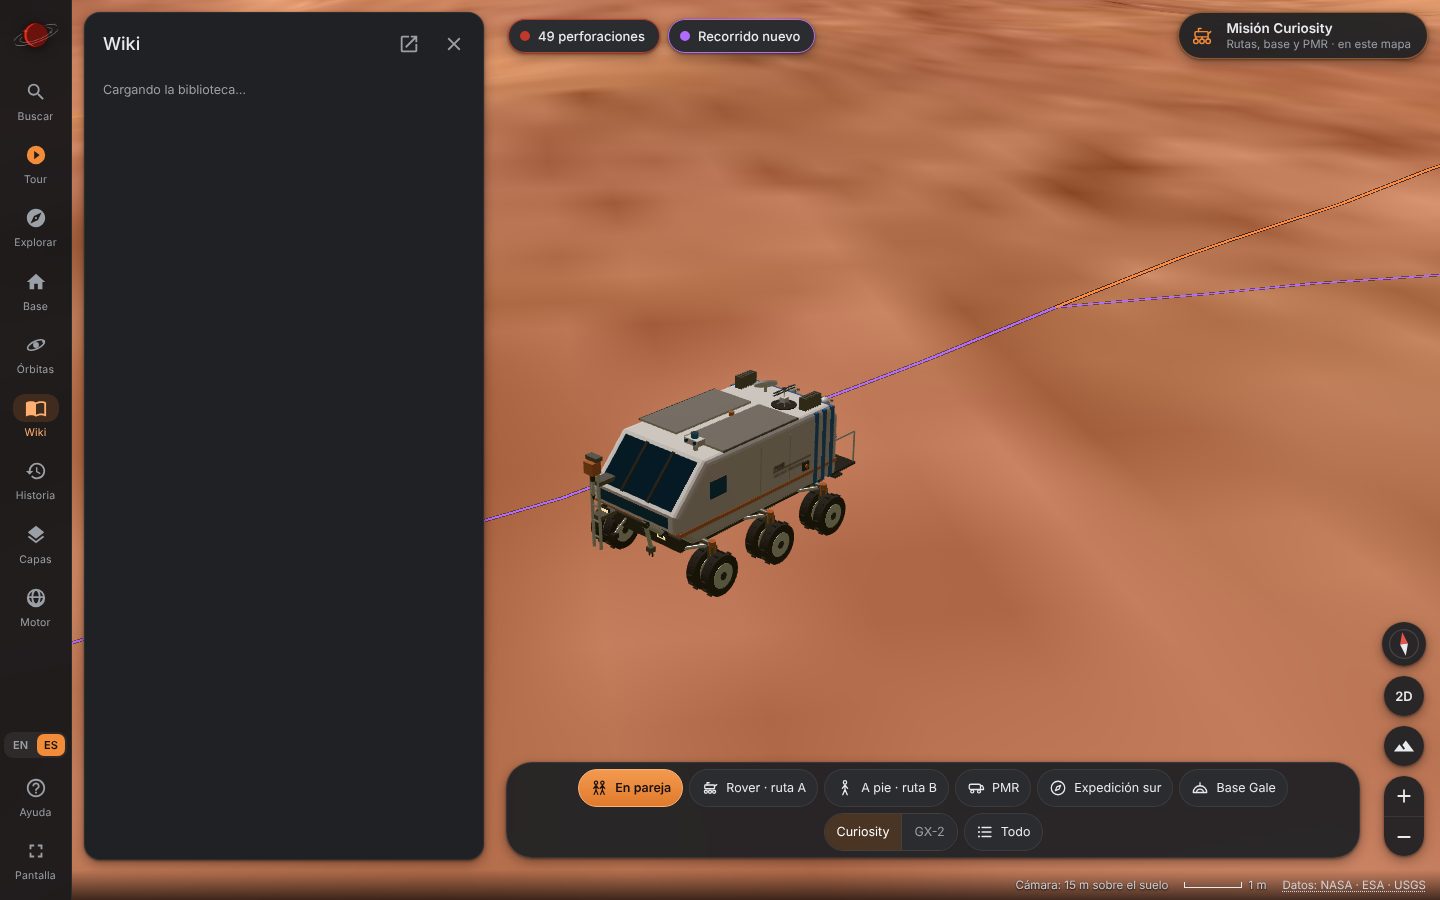 Buscar
Tour
Explorar
Base
Órbitas
Wiki
Historia
Capas
Motor
EN ES
Ayuda
Pantalla
Wiki
Cargando la biblioteca...
49 perforaciones
Recorrido nuevo
Misión Curiosity
Rutas, base y PMR · en este mapa
2D
En pareja
Rover · ruta A
A pie · ruta B
PMR
Expedición sur
Base Gale
Curiosity
GX-2
Todo
Cámara: 15 m sobre el suelo
1 m
Datos: NASA · ESA · USGS